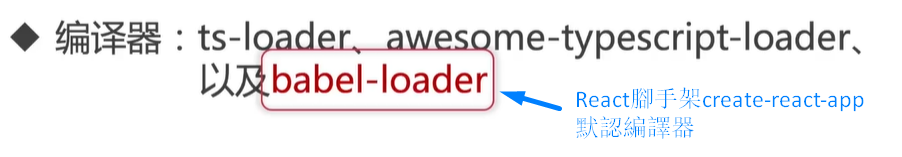 ◆ 编译器：ts-loader、awesome-typescript-loader、
以及babel-loader
React腳手架create-react-app
默認編譯器